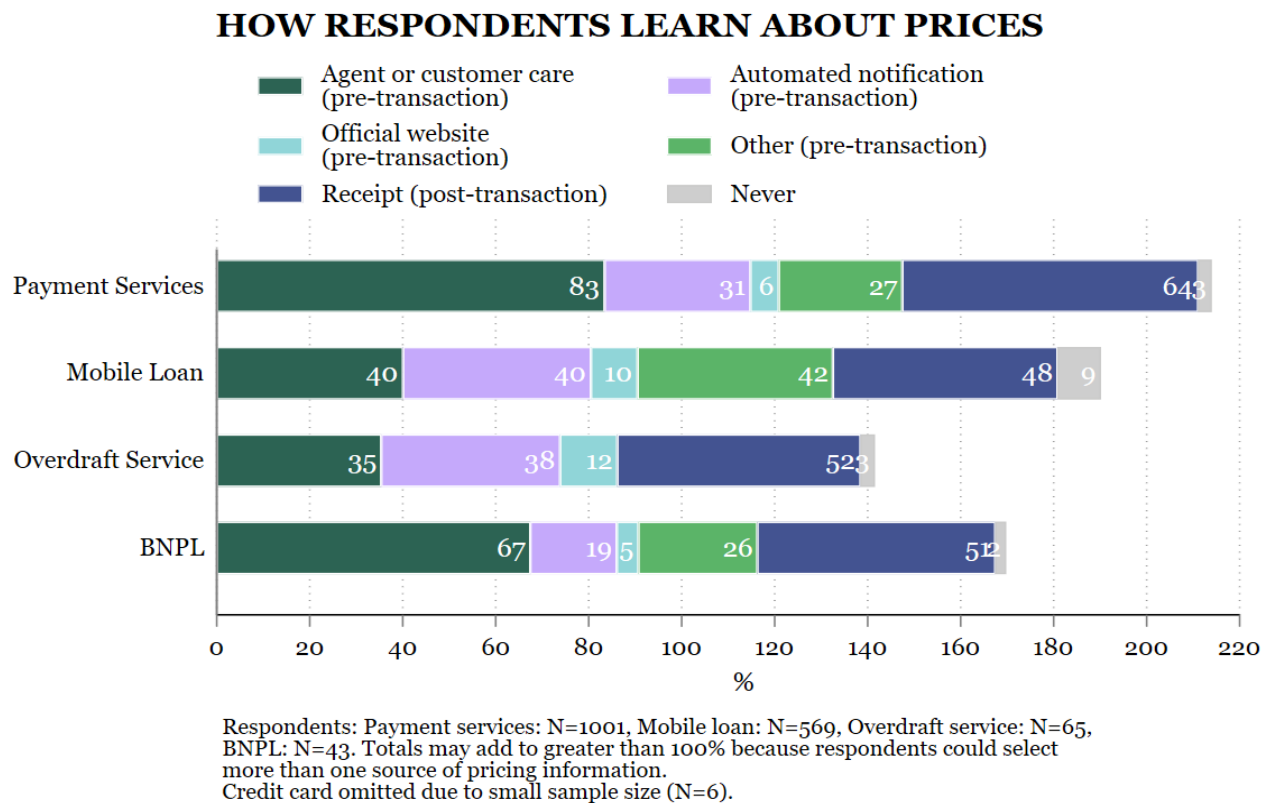 HOW RESPONDENTS LEARN ABOUT PRICES
Agent or customer care
(pre-transaction)
Automated notification
(pre-transaction)
Official website
(pre-transaction)
Other (pre-transaction)
Receipt (post-transaction)
Never
Payment Services
83 31 6 27 64 3
Mobile Loan
40 40 10 42 48 9
Overdraft Service
35 38 12 52 3
BNPL
67 19 5 26 51 2
0 20 40 60 80 100 120 140 160 180 200 220
%
Respondents: Payment services: N=1001, Mobile loan: N=569, Overdraft service: N=65,
BNPL: N=43. Totals may add to greater than 100% because respondents could select
more than one source of pricing information.
Credit card omitted due to small sample size (N=6).